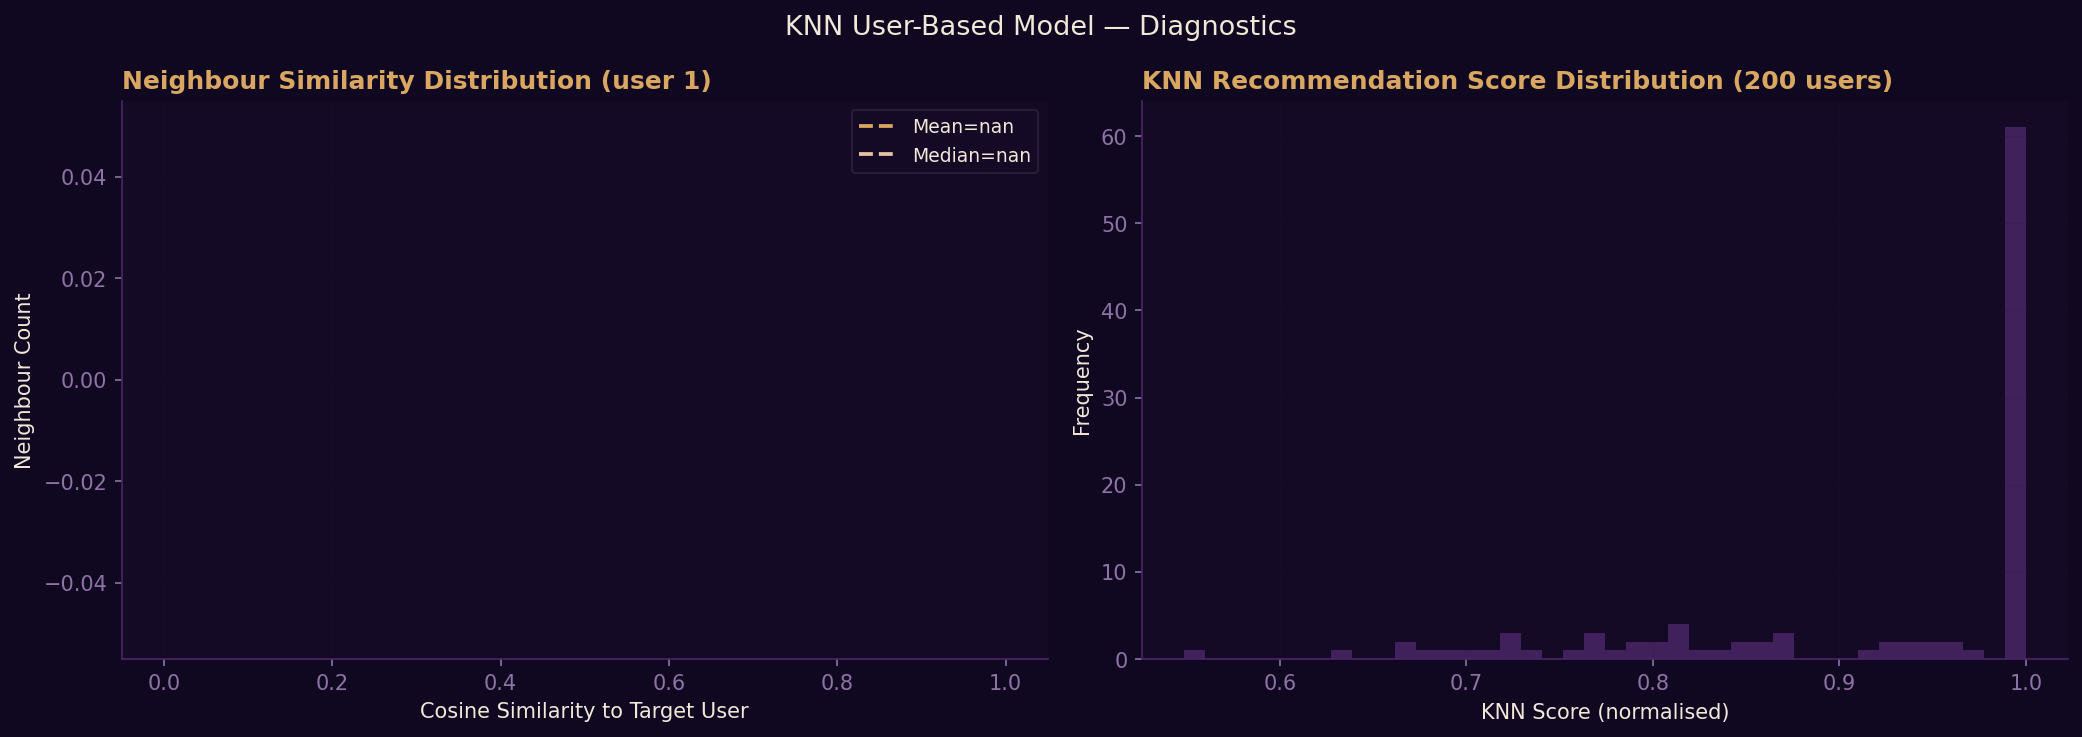 KNN User-Based Model — Diagnostics
Neighbour Similarity Distribution (user 1)
Mean=nan
Median=nan
Neighbour Count
0.04
0.02
0.00
−0.02
−0.04
0.0 0.2 0.4 0.6 0.8 1.0
Cosine Similarity to Target User
KNN Recommendation Score Distribution (200 users)
Frequency
60
50
40
30
20
10
0
0.6 0.7 0.8 0.9 1.0
KNN Score (normalised)